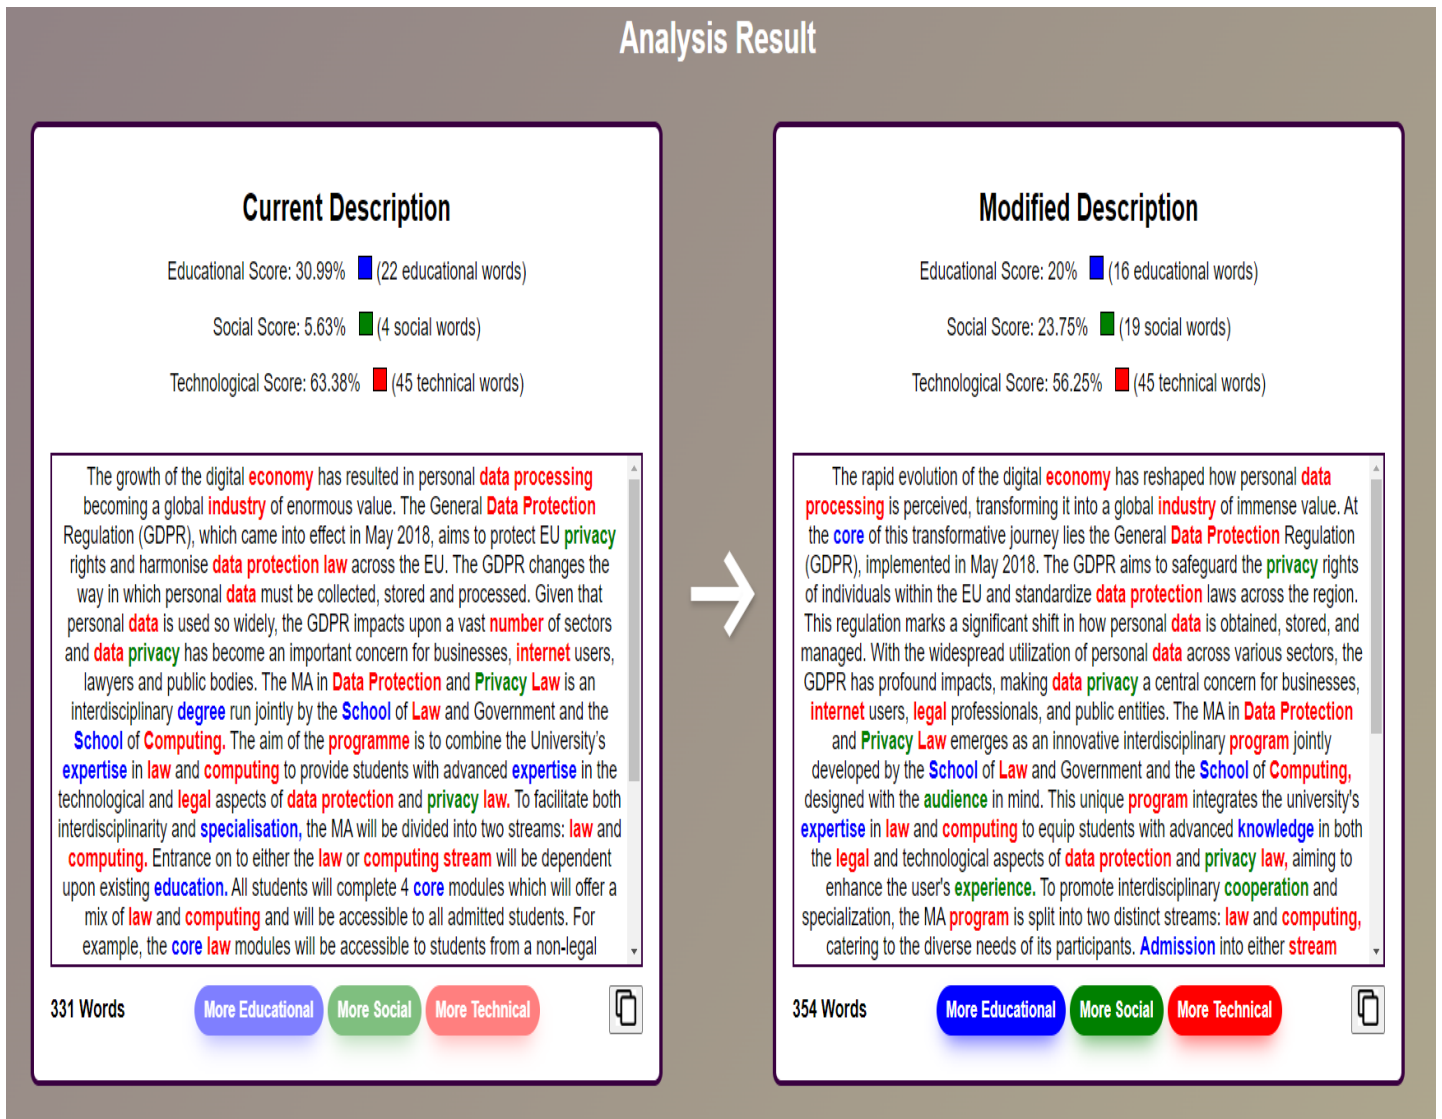 Analysis Result
Current Description
Educational Score: 30.99% (22 educational words)
Social Score: 5.63% (4 social words)
Technological Score: 63.38% (45 technical words)
The growth of the digital economy has resulted in personal data processing
becoming a global industry of enormous value. The General Data Protection
Regulation (GDPR), which came into effect in May 2018, aims to protect EU privacy
rights and harmonise data protection law across the EU. The GDPR changes the
way in which personal data must be collected, stored and processed. Given that
personal data is used so widely, the GDPR impacts upon a vast number of sectors
and data privacy has become an important concern for businesses, internet users,
lawyers and public bodies. The MA in Data Protection and Privacy Law is an
interdisciplinary degree run jointly by the School of Law and Government and the
School of Computing. The aim of the programme is to combine the University's
expertise in law and computing to provide students with advanced expertise in the
technological and legal aspects of data protection and privacy law. To facilitate both
interdisciplinarity and specialisation, the MA will be divided into two streams: law and
computing. Entrance on to either the law or computing stream will be dependent
upon existing education. All students will complete 4 core modules which will offer a
mix of law and computing and will be accessible to all admitted students. For
example, the core law modules will be accessible to students from a non-legal
331 Words
More Educational
More Social
More Technical
Modified Description
Educational Score: 20% (16 educational words)
Social Score: 23.75% (19 social words)
Technological Score: 56.25% (45 technical words)
The rapid evolution of the digital economy has reshaped how personal data
processing is perceived, transforming it into a global industry of immense value. At
the core of this transformative journey lies the General Data Protection Regulation
(GDPR), implemented in May 2018. The GDPR aims to safeguard the privacy rights
of individuals within the EU and standardize data protection laws across the region.
This regulation marks a significant shift in how personal data is obtained, stored, and
managed. With the widespread utilization of personal data across various sectors, the
GDPR has profound impacts, making data privacy a central concern for businesses,
internet users, legal professionals, and public entities. The MA in Data Protection
and Privacy Law emerges as an innovative interdisciplinary program jointly
developed by the School of Law and Government and the School of Computing,
designed with the audience in mind. This unique program integrates the university's
expertise in law and computing to equip students with advanced knowledge in both
the legal and technological aspects of data protection and privacy law, aiming to
enhance the user's experience. To promote interdisciplinary cooperation and
specialization, the MA program is split into two distinct streams: law and computing,
catering to the diverse needs of its participants. Admission into either stream
354 Words
More Educational
More Social
More Technical